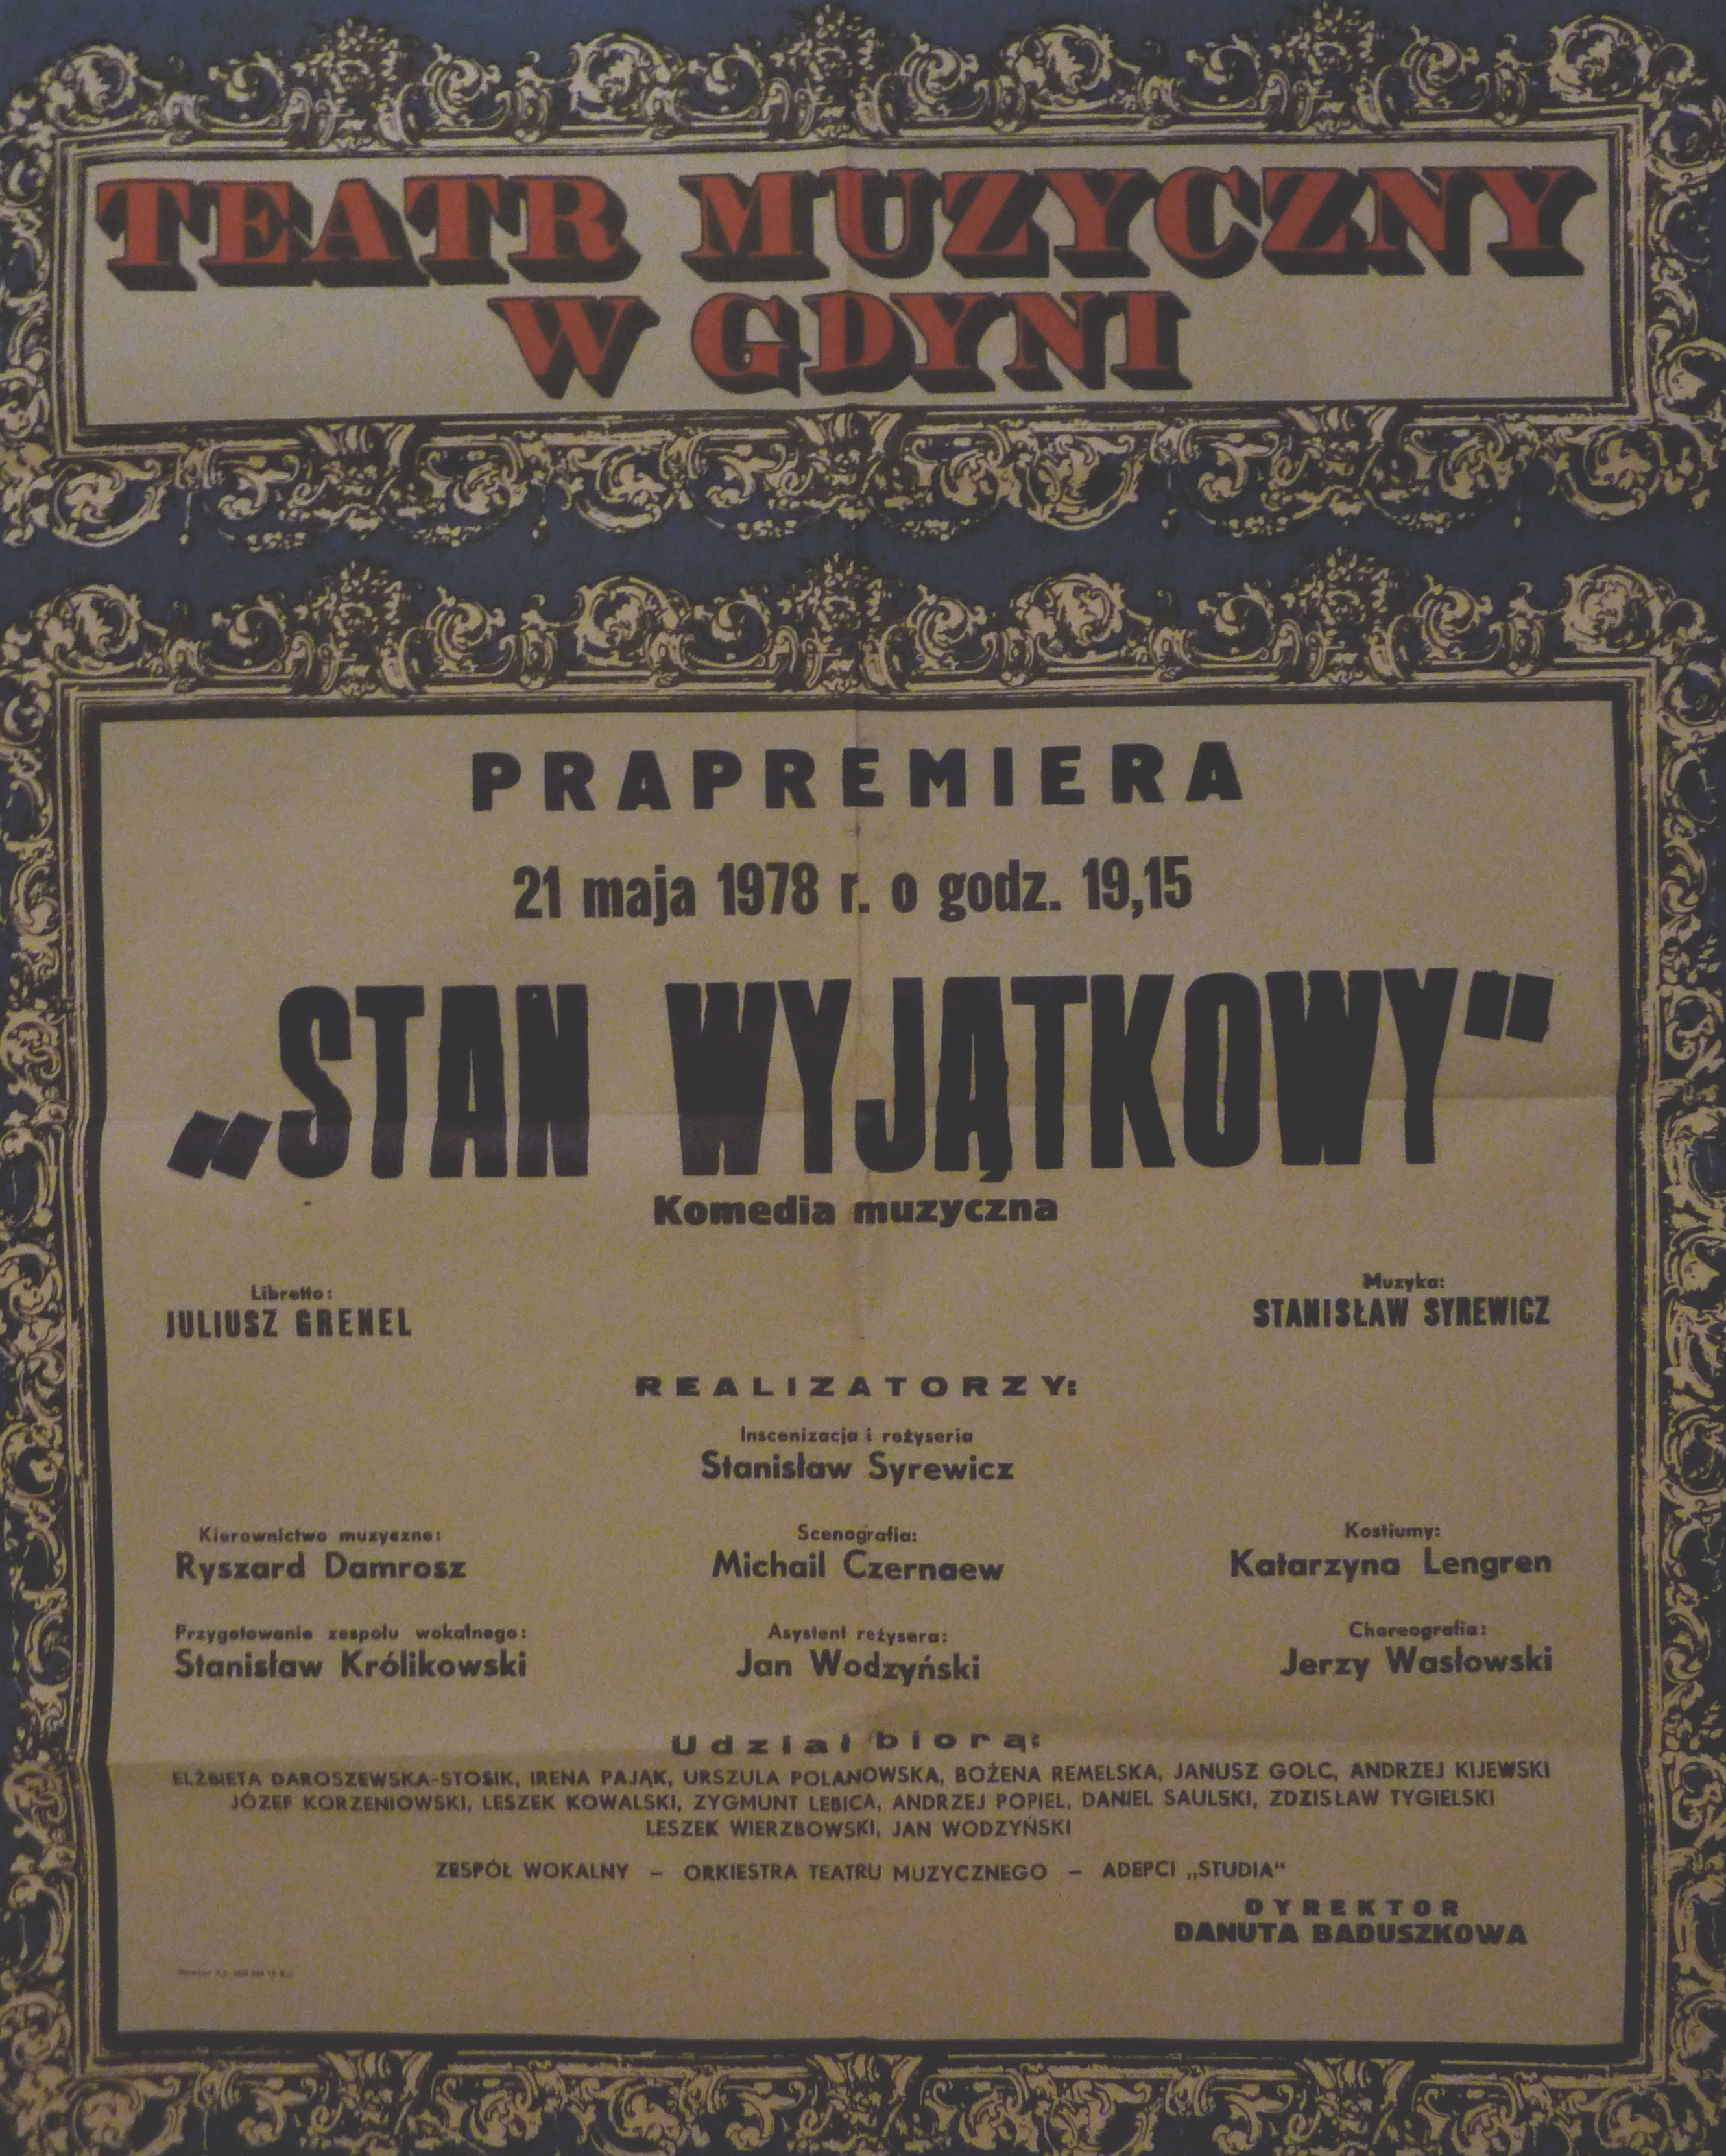 TEATR MUZYCZNY
W GDYNI
PRAPREMIERA
21 maja 1978 r. o godz. 19,15
„STAN WYJĄTKOWY"
Komedia muzyczna
Libretto:
JULIUSZ GRENEL
Muzyka:
STANISŁAW SYREWICZ
REALIZATORZY:
Inscenizacja i reżyseria
Stanisław Syrewicz
Kierownictwo muzyczne:
Ryszard Damrosz
Scenografia:
Michail Czernaew
Kostiumy:
Katarzyna Lengren
Przygotowanie zespołu wokalnego:
Stanisław Królikowski
Asystent reżysera:
Jan Wodzyński
Choreografia:
Jerzy Wasłowski
Udział biorą:
ELŻBIETA DAROSZEWSKA-STOSIK, IRENA PAJĄK, URSZULA POLANOWSKA, BOŻENA REMELSKA, JANUSZ GOLC, ANDRZEJ KIJEWSKI
JÓZEF KORZENIOWSKI, LESZEK KOWALSKI, ZYGMUNT LEBICA, ANDRZEJ POPIEL, DANIEL SAULSKI, ZDZISŁAW TYGIELSKI
LESZEK WIERZBOWSKI, JAN WODZYŃSKI
ZESPÓŁ WOKALNY – ORKIESTRA TEATRU MUZYCZNEGO – ADEPCI „STUDIA"
DYREKTOR
DANUTA BADUSZKOWA